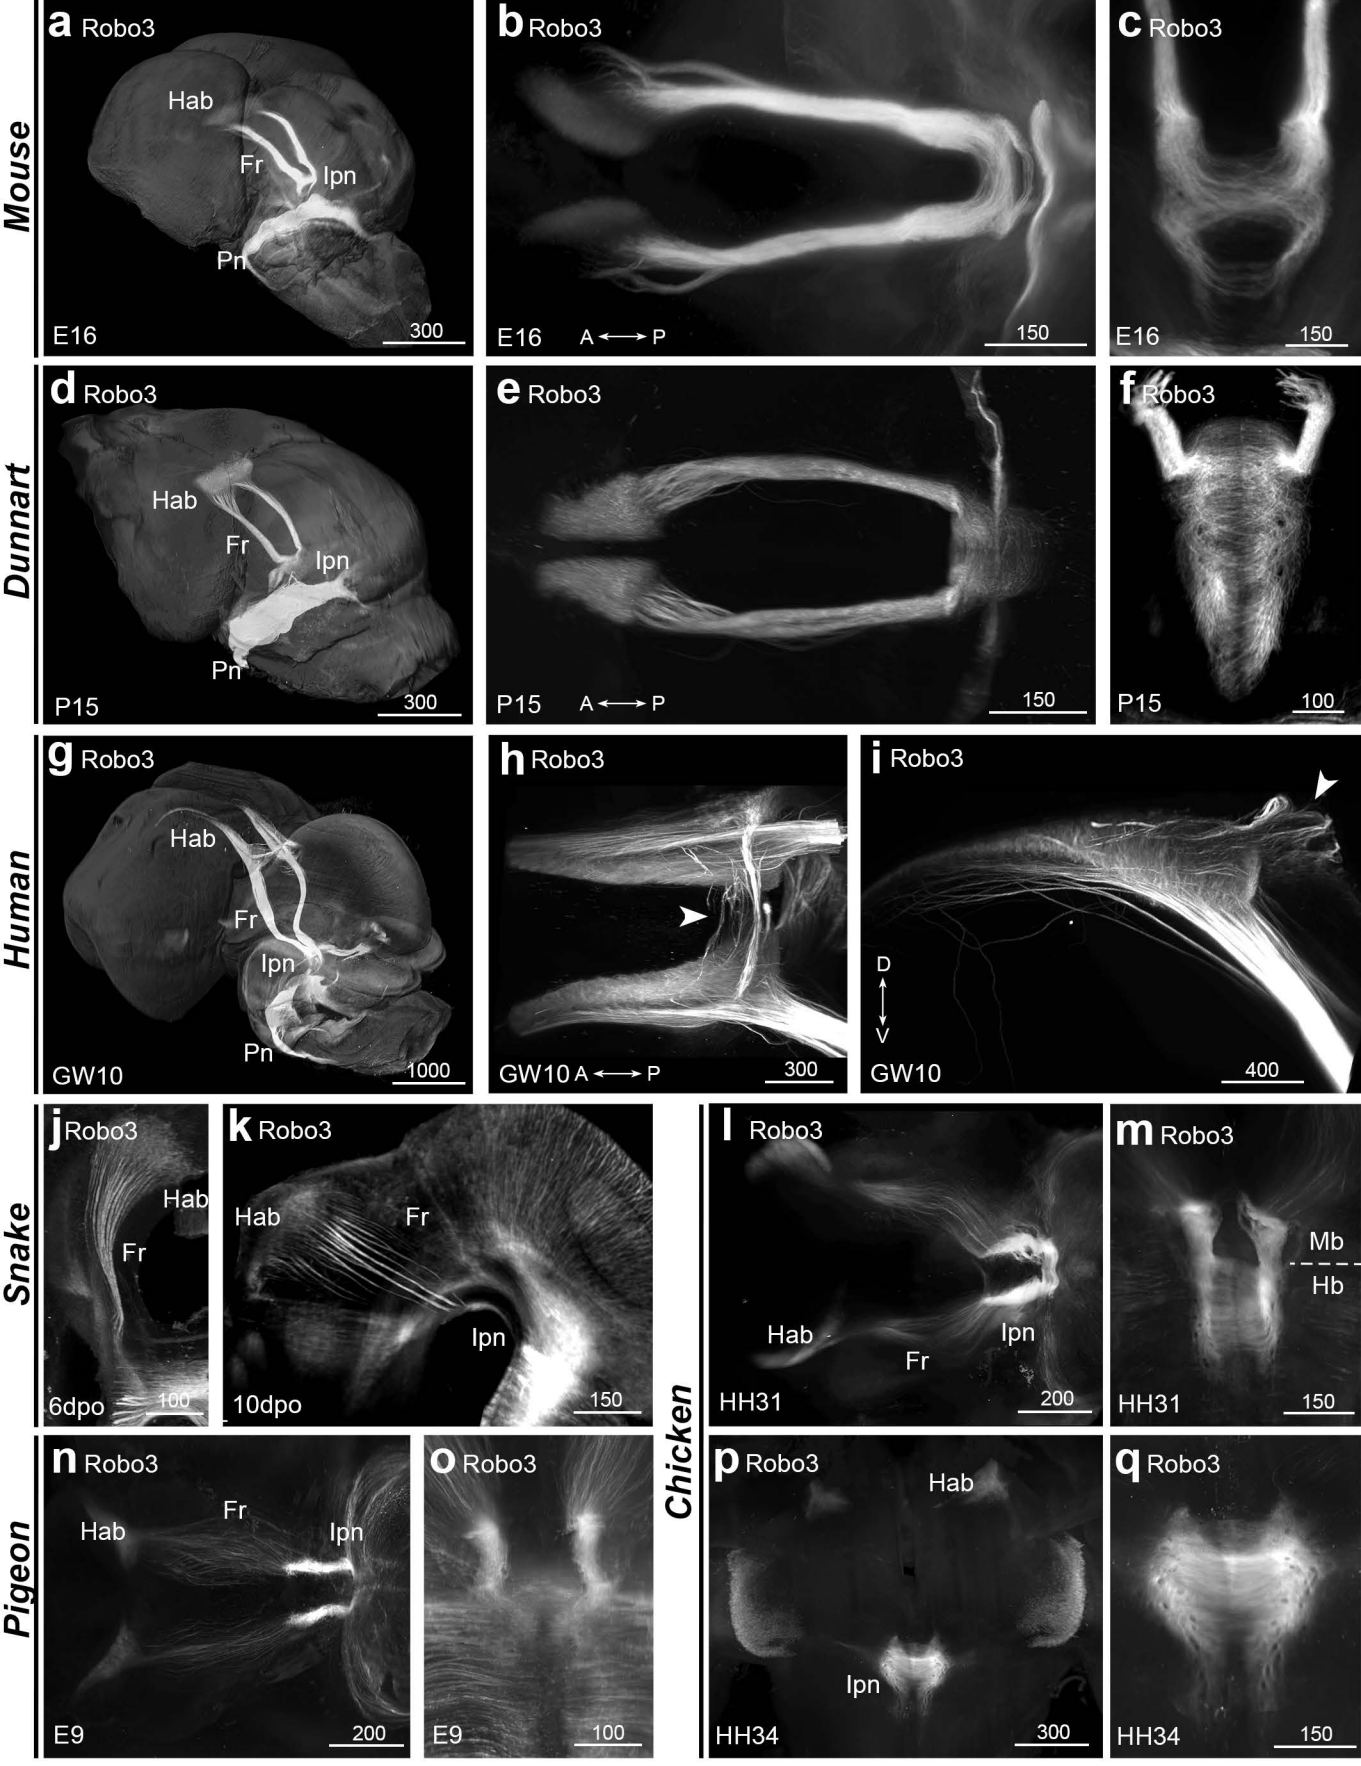 Mouse
a Robo3
Hab
Fr
Ipn
Pn
E16
300
b Robo3
E16 A ⟷ P
150
c Robo3
E16
150
Dunnart
d Robo3
Hab
Fr
Ipn
Pn
P15
300
e Robo3
P15 A ⟷ P
150
f Robo3
P15
100
Human
g Robo3
Hab
Fr
Ipn
Pn
GW10
1000
h Robo3
GW10 A ⟷ P
300
i Robo3
D
V
GW10
400
Snake
j Robo3
Hab
Fr
6dpo
100
k Robo3
Hab
Fr
Ipn
10dpo
150
Chicken
l Robo3
Hab
Fr
Ipn
HH31
200
m Robo3
Mb
Hb
HH31
150
Pigeon
n Robo3
Fr
Hab
Ipn
E9
200
o Robo3
E9
100
p Robo3
Hab
Ipn
HH34
300
q Robo3
HH34
150